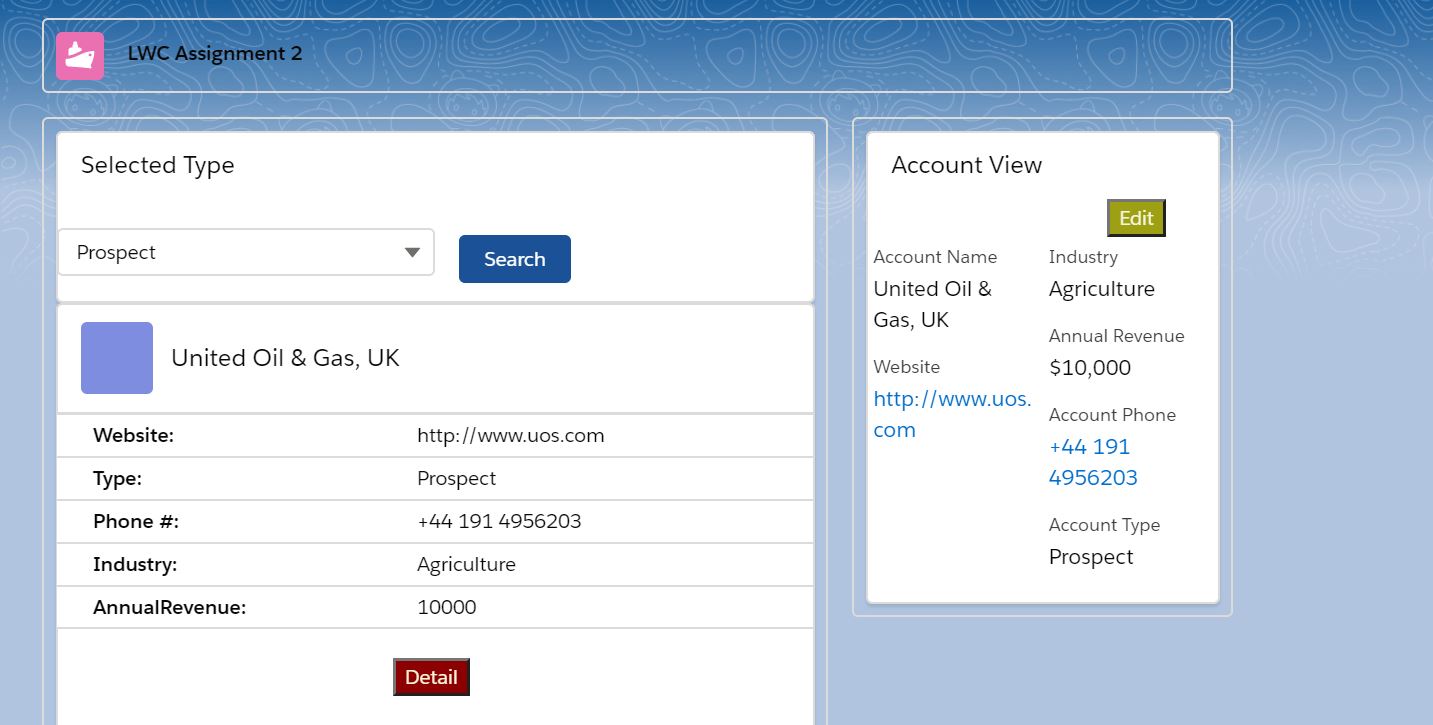 LWC Assignment 2
Selected Type
Prospect
Search
United Oil & Gas, UK
Website: http://www.uos.com
Type: Prospect
Phone #: +44 191 4956203
Industry: Agriculture
AnnualRevenue: 10000
Detail
Account View
Edit
Account Name
United Oil &
Gas, UK
Website
http://www.uos.
com
Industry
Agriculture
Annual Revenue
$10,000
Account Phone
+44 191
4956203
Account Type
Prospect